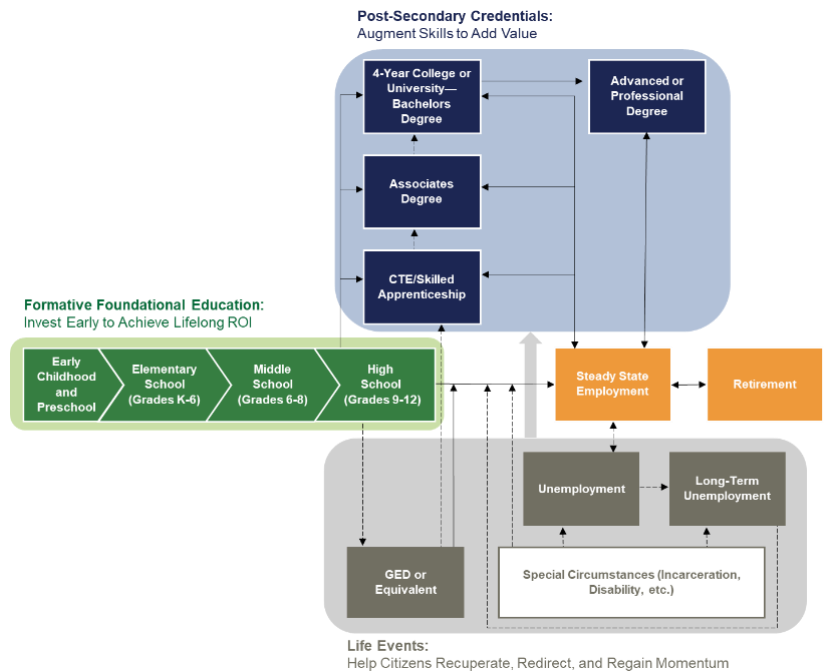 Post-Secondary Credentials:
Augment Skills to Add Value
4-Year College or
University—
Bachelors
Degree
Advanced or
Professional
Degree
Associates
Degree
CTE/Skilled
Apprenticeship
Formative Foundational Education:
Invest Early to Achieve Lifelong ROI
Early
Childhood
and
Preschool
Elementary
School
(Grades K-6)
Middle
School
(Grades 6-8)
High
School
(Grades 9-12)
Steady State
Employment
Retirement
Unemployment
Long-Term
Unemployment
GED or
Equivalent
Special Circumstances (Incarceration,
Disability, etc.)
Life Events:
Help Citizens Recuperate, Redirect, and Regain Momentum